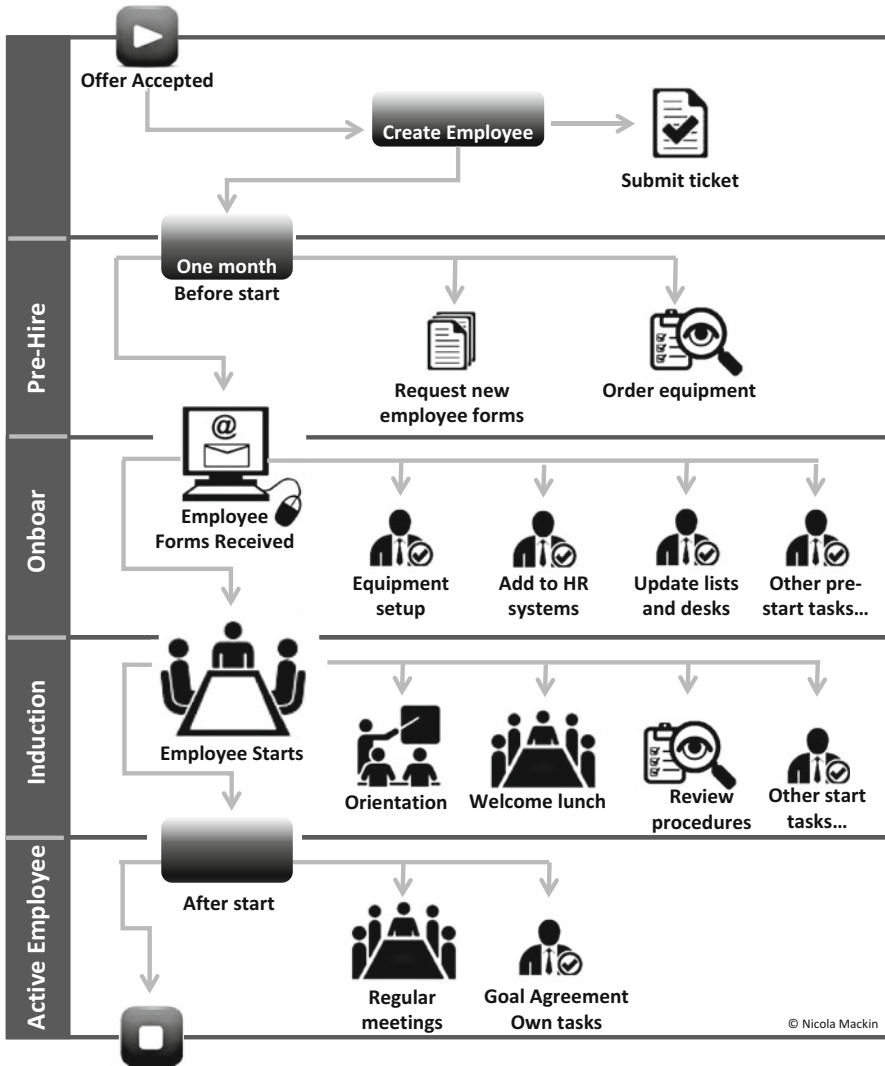 Offer Accepted
Create Employee
Submit ticket
Pre-Hire
One month
Before start
Request new
employee forms
Order equipment
Onboar
@
Employee
Forms Received
Equipment
setup
Add to HR
systems
Update lists
and desks
Other pre-
start tasks…
Induction
Employee Starts
Orientation
Welcome lunch
Review
procedures
Other start
tasks…
Active Employee
After start
Regular
meetings
Goal Agreement
Own tasks
© Nicola Mackin